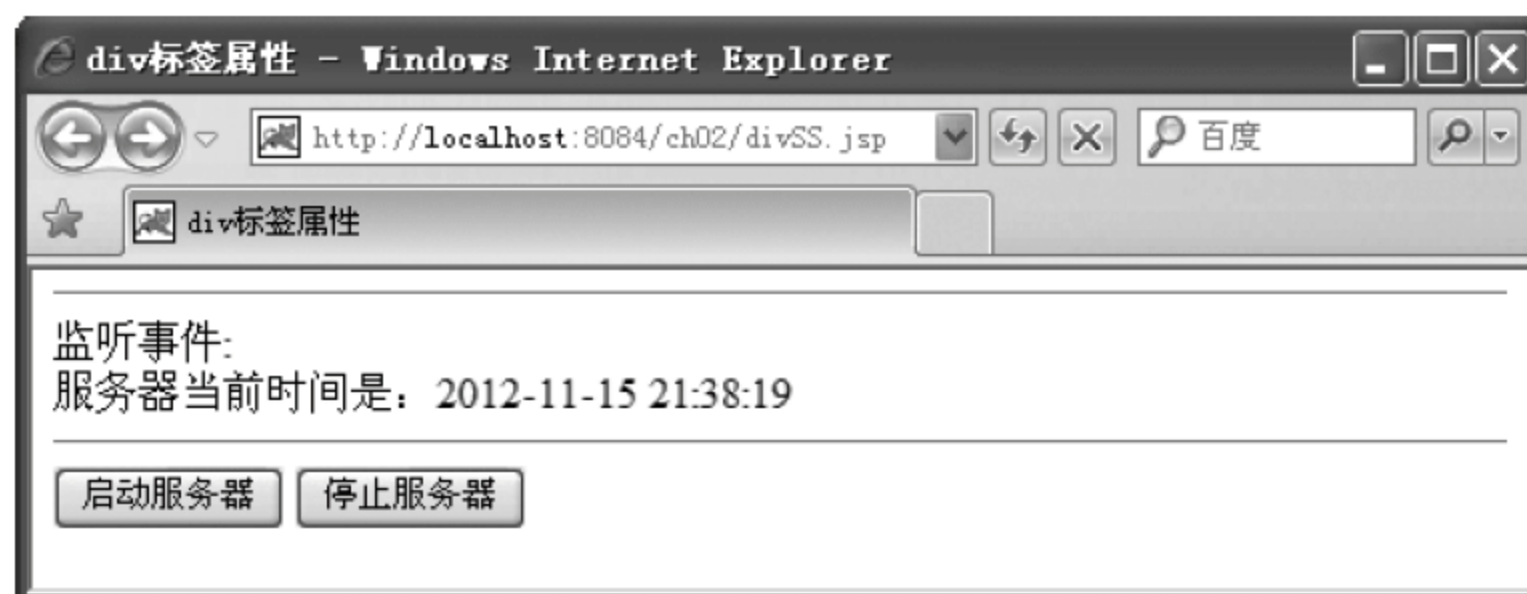 div标签属性 - Windows Internet Explorer
http://localhost:8084/ch02/divSS.jsp 百度
div标签属性
监听事件:
服务器当前时间是：2012-11-15 21:38:19
启动服务器 停止服务器